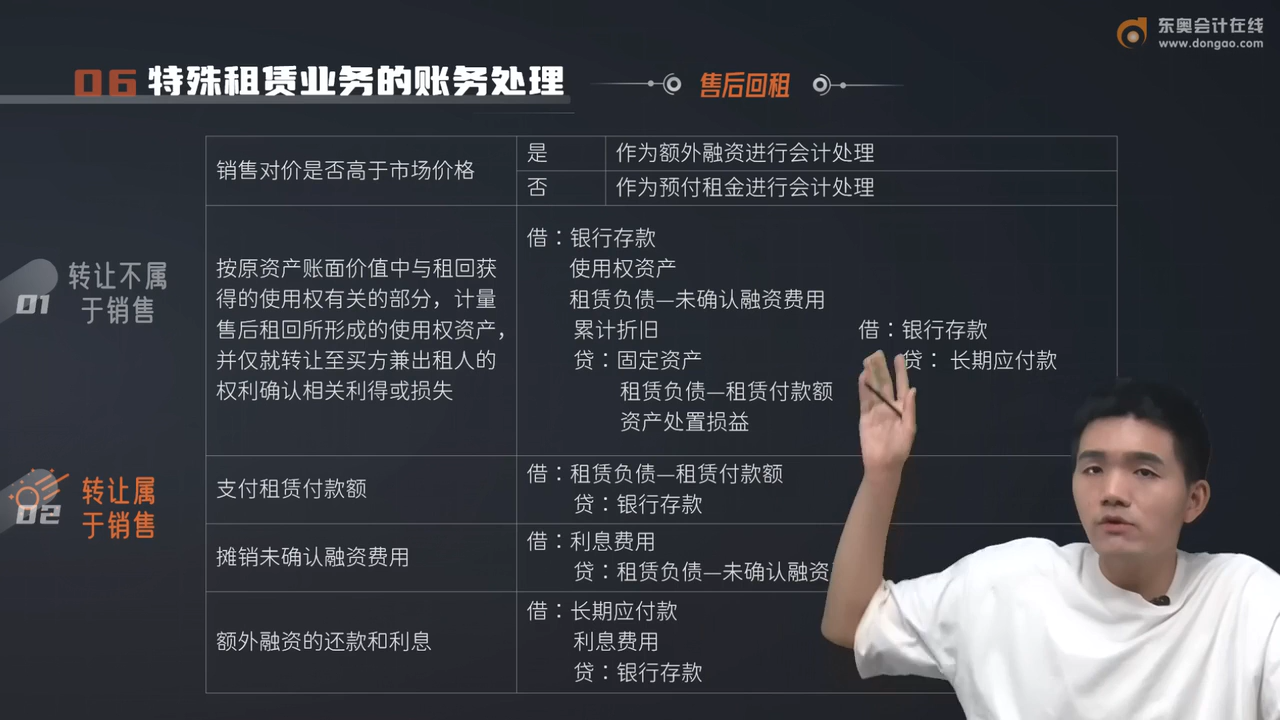 东奥会计在线
www.dongao.com
06 特殊租赁业务的账务处理
售后回租
销售对价是否高于市场价格
是
作为额外融资进行会计处理
否
作为预付租金进行会计处理
01
转让不属
于销售
02
转让属
于销售
按原资产账面价值中与租回获
得的使用权有关的部分，计量
售后租回所形成的使用权资产，
并仅就转让至买方兼出租人的
权利确认相关利得或损失
借：银行存款
使用权资产
租赁负债—未确认融资费用
累计折旧
贷：固定资产
租赁负债—租赁付款额
资产处置损益
借：银行存款
贷： 长期应付款
支付租赁付款额
借：租赁负债—租赁付款额
贷：银行存款
摊销未确认融资费用
借：利息费用
贷：租赁负债—未确认融资
额外融资的还款和利息
借：长期应付款
利息费用
贷：银行存款